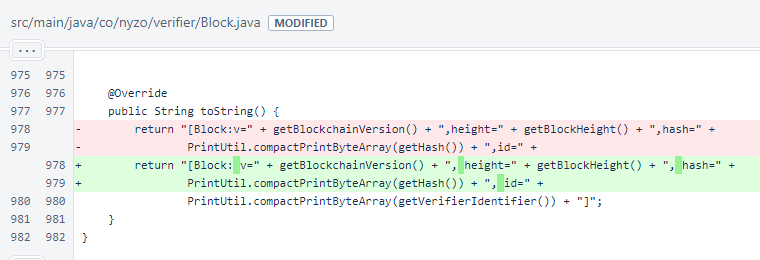 src/main/java/co/nyzo/verifier/Block.java MODIFIED
...
975 975
976 976 @Override
977 977 public String toString() {
978 - return "[Block:v=" + getBlockchainVersion() + ",height=" + getBlockHeight() + ",hash=" +
979 - PrintUtil.compactPrintByteArray(getHash()) + ",id=" +
978 + return "[Block: v=" + getBlockchainVersion() + ", height=" + getBlockHeight() + ", hash=" +
979 + PrintUtil.compactPrintByteArray(getHash()) + ", id=" +
980 980 PrintUtil.compactPrintByteArray(getVerifierIdentifier()) + "]";
981 981 }
982 982 }